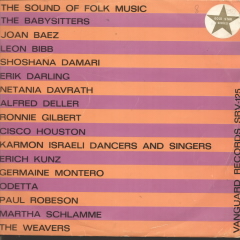 THE SOUND OF FOLK MUSIC
THE BABYSITTERS
JOAN BAEZ
LEON BIBB
SHOSHANA DAMARI
ERIK DARLING
NETANIA DAVRATH
ALFRED DELLER
RONNIE GILBERT
CISCO HOUSTON
KARMON ISRAELI DANCERS AND SINGERS
ERICH KUNZ
GERMAINE MONTERO
ODETTA
PAUL ROBESON
MARTHA SCHLAMME
THE WEAVERS
VANGUARD RECORDS SRV-125